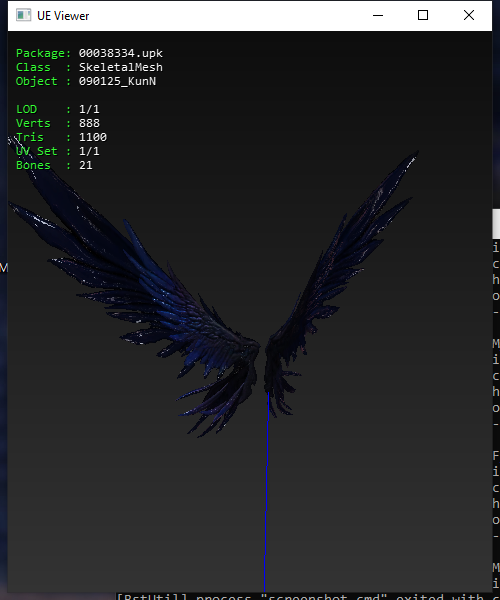 UE Viewer
Package: 00038334.upk
Class  : SkeletalMesh
Object : 090125_KunN
LOD    : 1/1
Verts  : 888
Tris   : 1100
UV Set : 1/1
Bones  : 21
M
i
c
h
o
-
M
i
c
h
o
-
F
i
c
h
o
-
M
i
[BstUtil] process "screenshot.cmd" exited with c